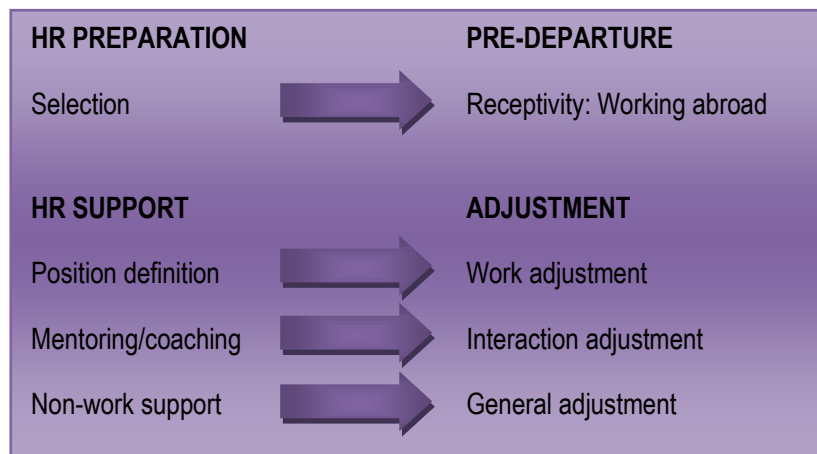 HR PREPARATION PRE-DEPARTURE
Selection Receptivity: Working abroad
HR SUPPORT ADJUSTMENT
Position definition Work adjustment
Mentoring/coaching Interaction adjustment
Non-work support General adjustment